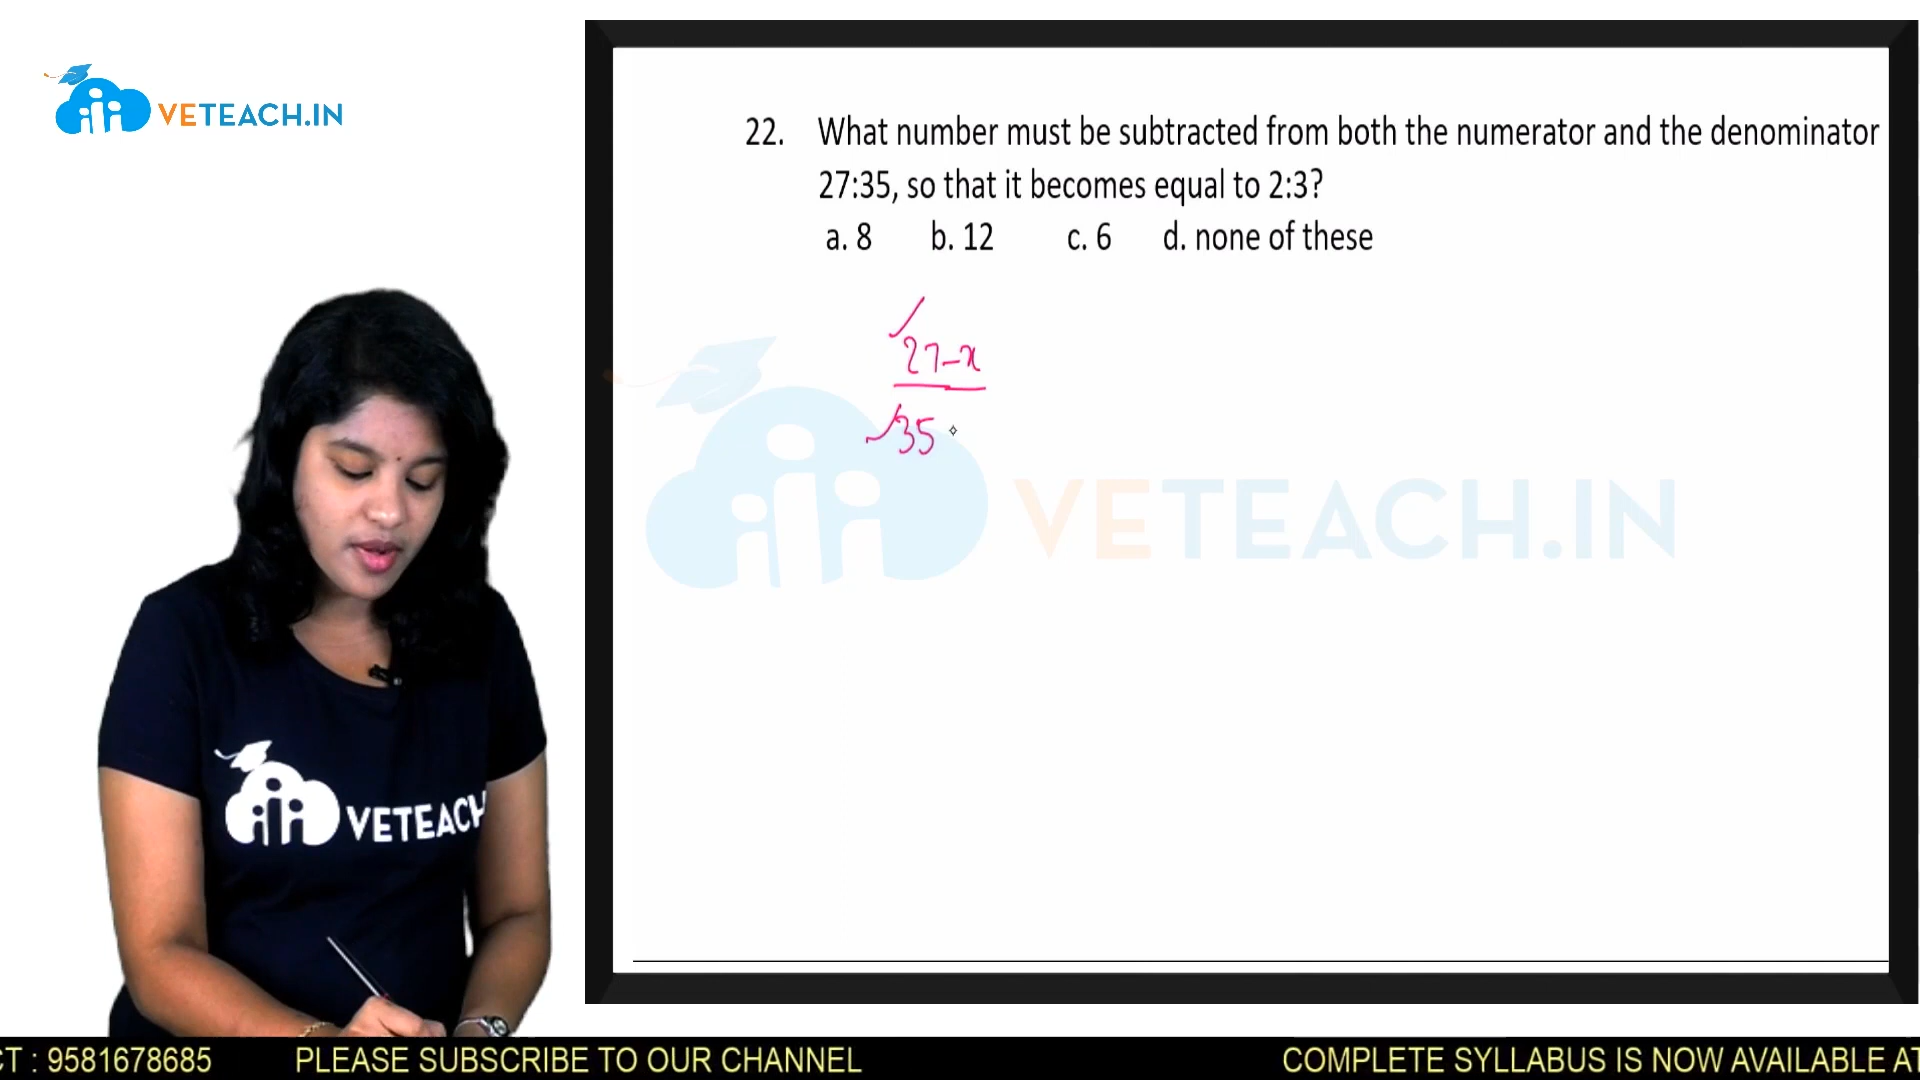 VETEACH.IN
22. What number must be subtracted from both the numerator and the denominator
27:35, so that it becomes equal to 2:3?
a. 8 b. 12 c. 6 d. none of these
27-x
35
VETEACH.IN
VETEACH
CT : 9581678685 PLEASE SUBSCRIBE TO OUR CHANNEL COMPLETE SYLLABUS IS NOW AVAILABLE AT